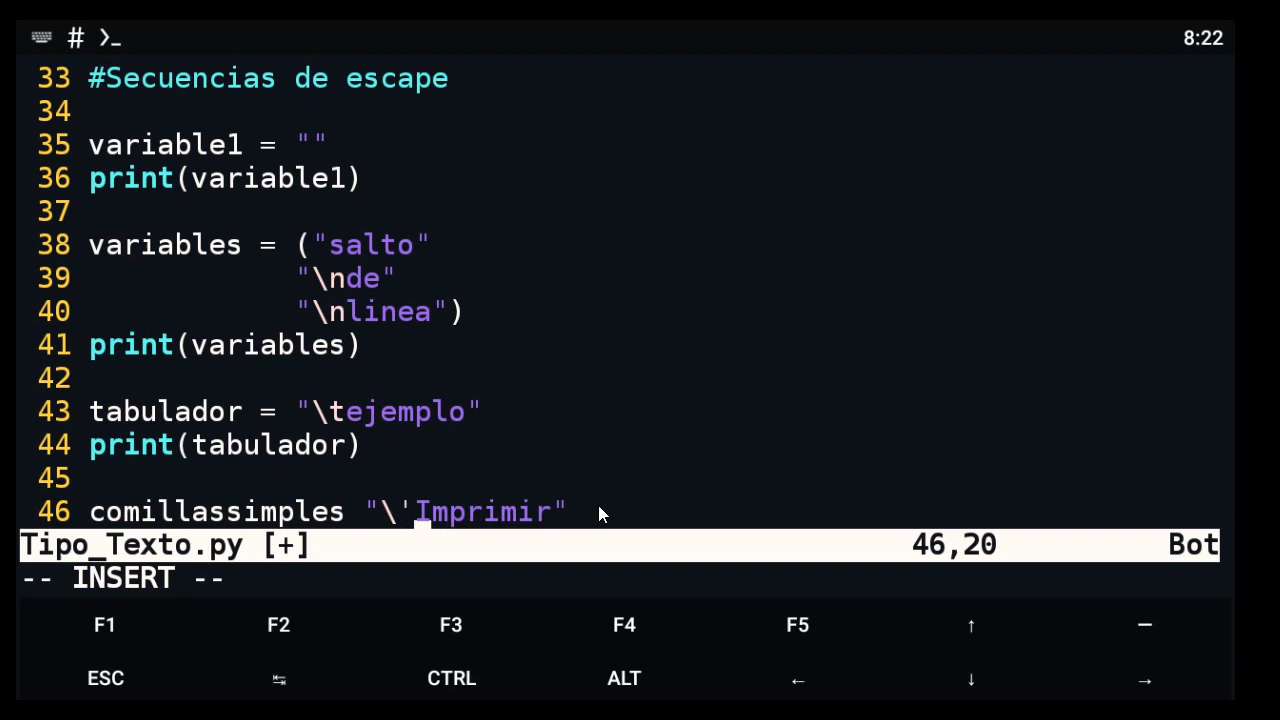 # ❯_ 8:22
33 #Secuencias de escape
34
35 variable1 = ""
36 print(variable1)
37
38 variables = ("salto"
39             "\nde"
40             "\nlinea")
41 print(variables)
42
43 tabulador = "\tejemplo"
44 print(tabulador)
45
46 comillassimples "\'Imprimir"
Tipo_Texto.py [+] 46,20 Bot
-- INSERT --
F1 F2 F3 F4 F5 ↑ —
ESC ↹ CTRL ALT ← ↓ →